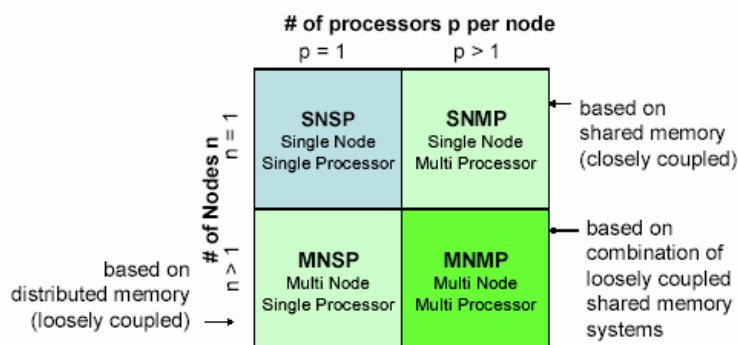 # of processors p per node
p = 1
p > 1
# of Nodes n
n = 1
n > 1
SNSP
Single Node
Single Processor
SNMP
Single Node
Multi Processor
based on
shared memory
(closely coupled)
MNSP
Multi Node
Single Processor
MNMP
Multi Node
Multi Processor
based on
combination of
loosely coupled
shared memory
systems
based on
distributed memory
(loosely coupled)